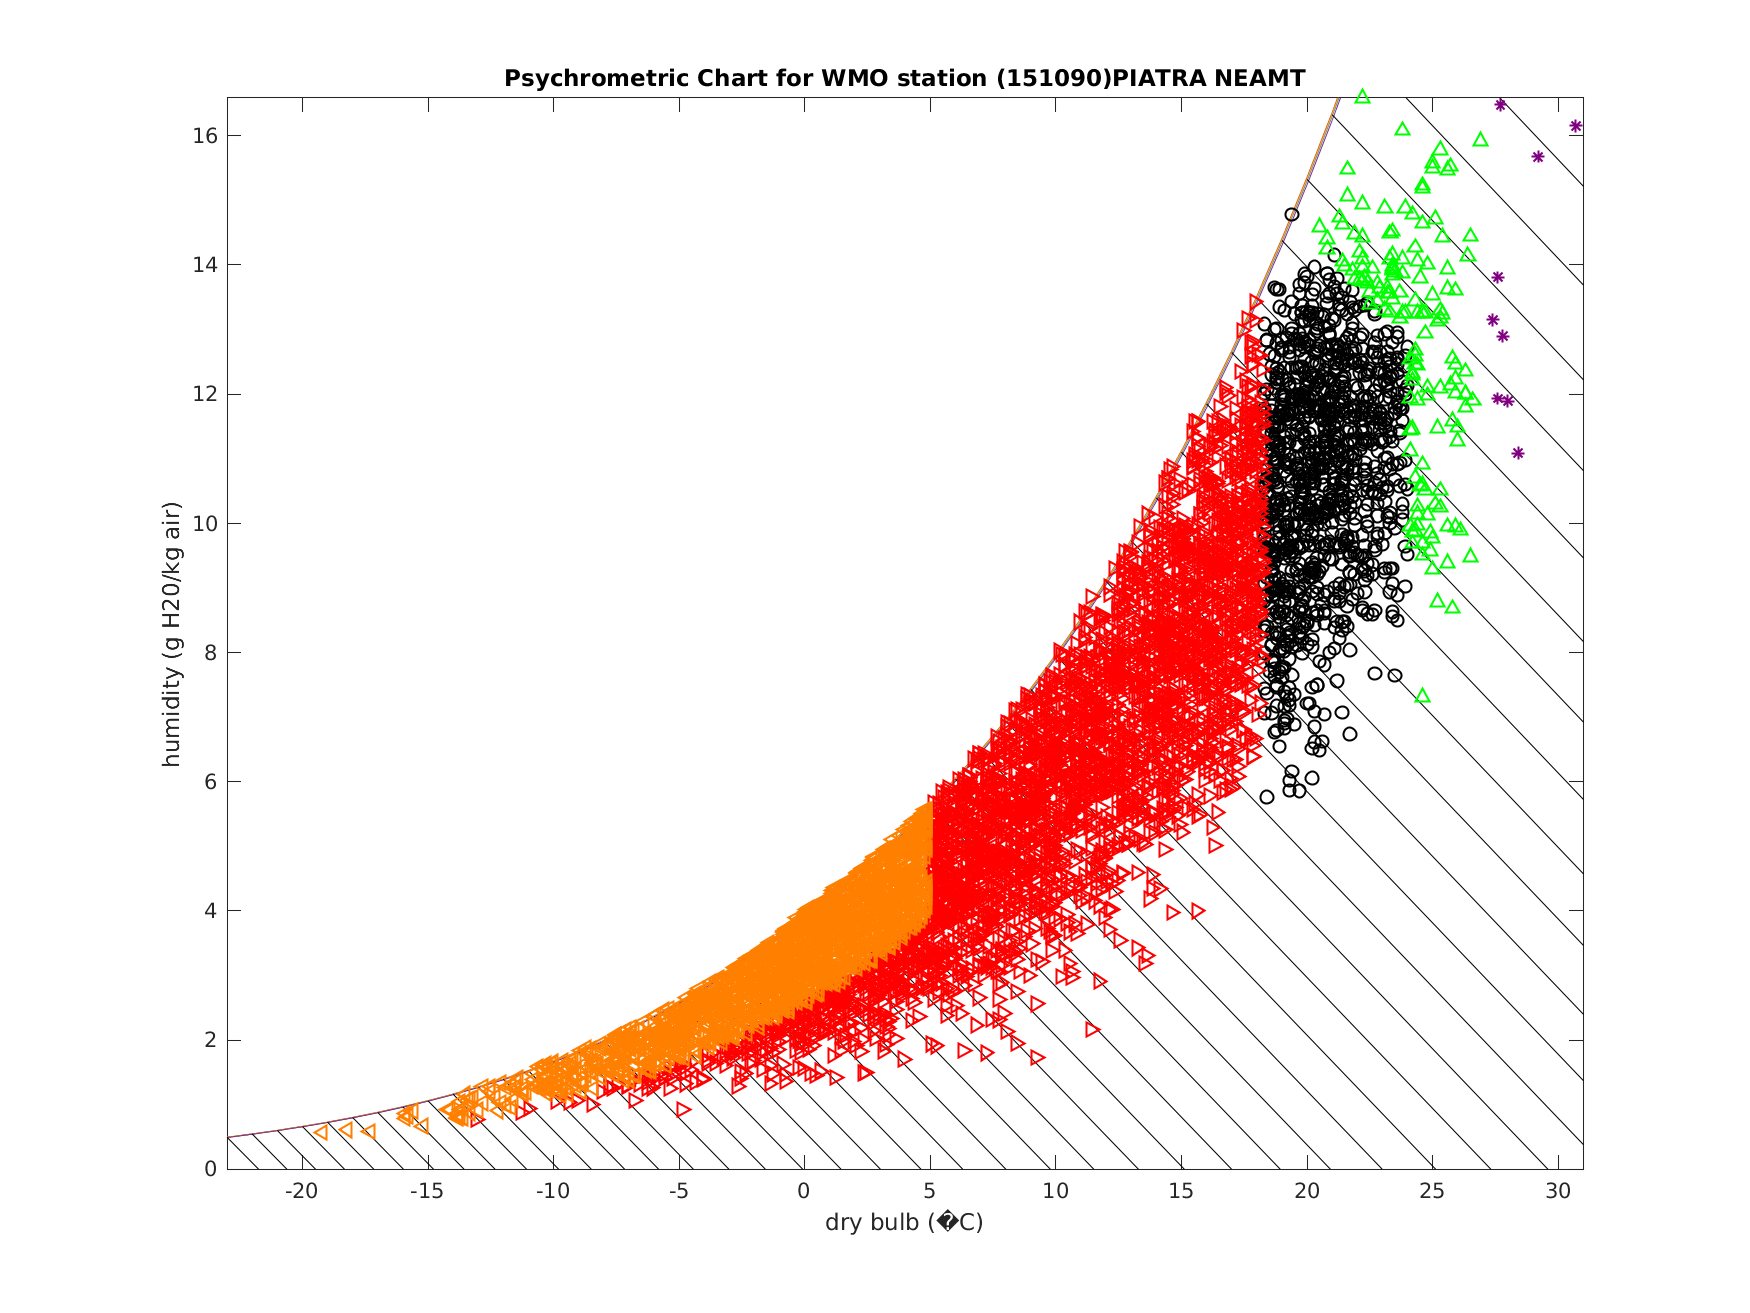 Psychrometric Chart for WMO station (151090)PIATRA NEAMT
16
14
12
10
8
6
4
2
0
humidity (g H20/kg air)
-20 -15 -10 -5 0 5 10 15 20 25 30
dry bulb (�C)